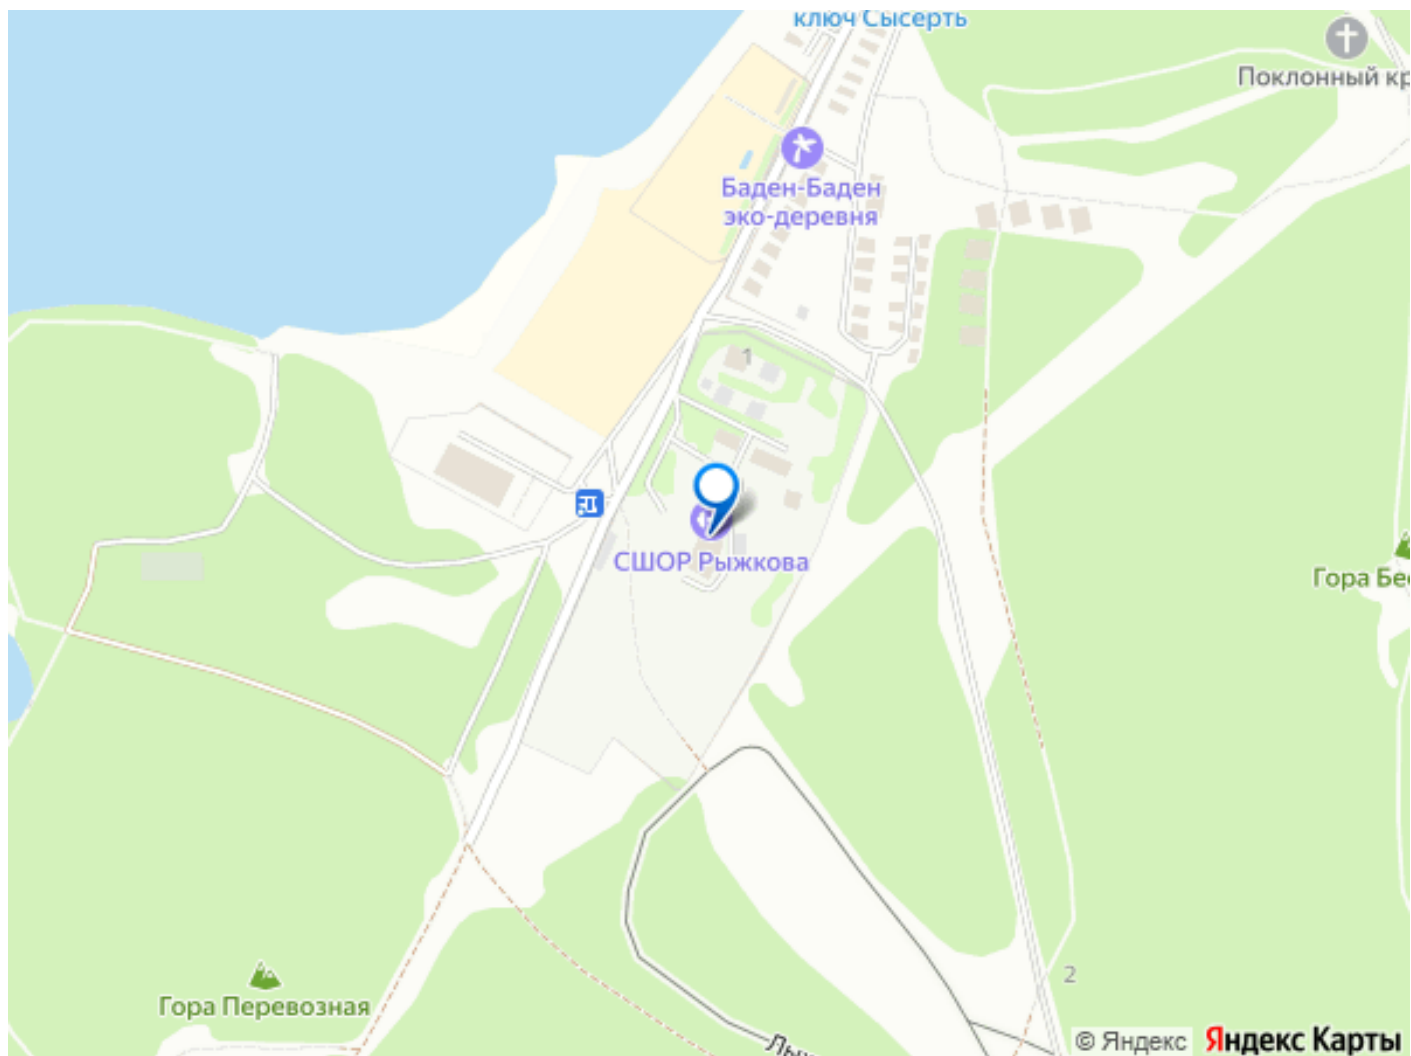 ключ Сысерть
Поклонный кр
Баден-Баден
эко-деревня
1
СШОР Рыжкова
Гора Бе
2
Гора Перевозная
Лы
© Яндекс Яндекс Карты